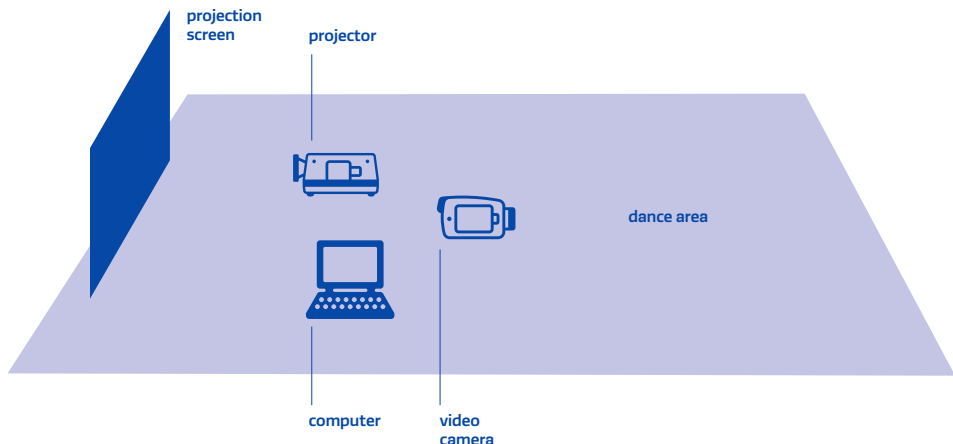 projection
screen
projector
dance area
computer
video
camera